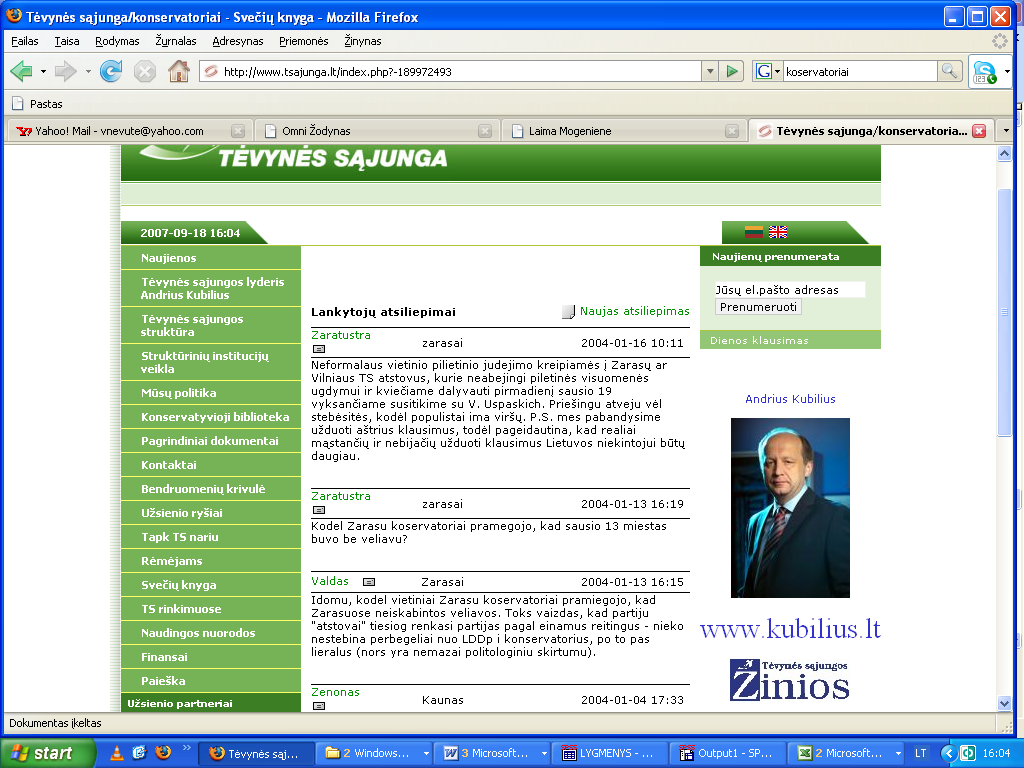 Tėvynės sąjunga/konservatoriai - Svečių knyga - Mozilla Firefox
Failas Taisa Rodymas Žurnalas Adresynas Priemonės Žinynas
http://www.tsajunga.lt/index.php?-189972493
G koservatoriai
Pastas
Yahoo! Mail - vnevute@yahoo.com
Omni Žodynas
Laima Mogeniene
Tėvynės sąjunga/konservatoria...
TĖVYNĖS SĄJUNGA
2007-09-18 16:04
Naujienos
Tėvynės sąjungos lyderis
Andrius Kubilius
Tėvynės sąjungos
struktūra
Struktūrinių institucijų
veikla
Mūsų politika
Konservatyvioji biblioteka
Pagrindiniai dokumentai
Kontaktai
Bendruomenių krivulė
Užsienio ryšiai
Tapk TS nariu
Rėmėjams
Svečių knyga
TS rinkimuose
Naudingos nuorodos
Finansai
Paieška
Užsienio partneriai
Lankytojų atsiliepimai
Naujas atsiliepimas
Zaratustra zarasai 2004-01-16 10:11
Neformalaus vietinio pilietinio judejimo kreipiamės į Zarasų ar
Vilniaus TS atstovus, kurie neabejingi piletinės visuomenės
ugdymui ir kviečiame dalyvauti pirmadienį sausio 19
vyksančiame susitikime su V. Uspaskich. Priešingu atveju vėl
stebėsitės, kodėl populistai ima viršų. P.S. mes pabandysime
užduoti aštrius klausimus, todėl pageidautina, kad realiai
mąstančių ir nebijačių užduoti klausimus Lietuvos niekintojui būtų
daugiau.
Zaratustra zarasai 2004-01-13 16:19
Kodel Zarasu koservatoriai pramegojo, kad sausio 13 miestas
buvo be veliavu?
Valdas Zarasai 2004-01-13 16:15
Idomu, kodel vietiniai Zarasu koservatoriai pramiegojo, kad
Zarasuose neiskabintos veliavos. Toks vaizdas, kad partiju
"atstovai" tiesiog renkasi partijas pagal einamus reitingus - nieko
nestebina perbegeliai nuo LDDp i konservatorius, po to pas
lieralus (nors yra nemazai politologiniu skirtumu).
Zenonas Kaunas 2004-01-04 17:33
Naujienų prenumerata
Jūsų el.pašto adresas
Prenumeruoti
Dienos klausimas
Andrius Kubilius
www.kubilius.lt
Tėvynės sąjungos
Žinios
Dokumentas įkeltas
start
Tėvynės sąj...
2 Windows...
3 Microsoft...
LYGMENYS - ...
Output1 - SP...
2 Microsoft...
LT
16:04